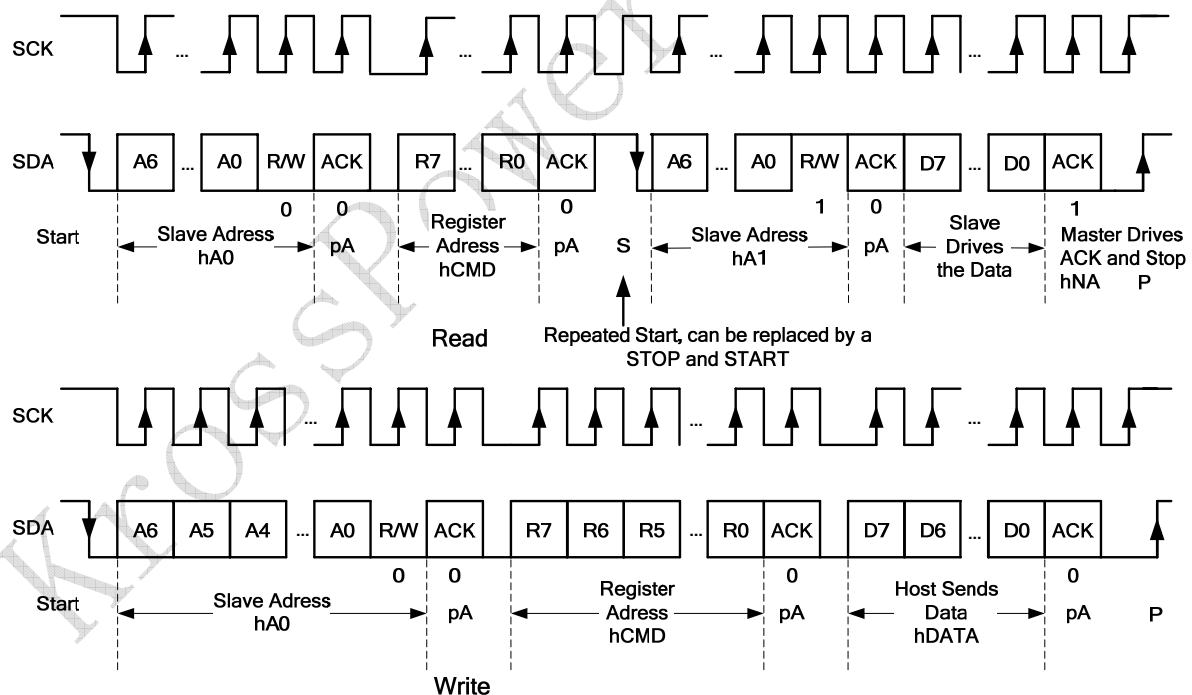 SCK
... ... ... ... ...
SDA A6 ... A0 R/W ACK R7 ... R0 ACK A6 ... A0 R/W ACK D7 ... D0 ACK
0 0 0 1 0 1
Start Slave Adress hA0 pA Register Adress hCMD pA S Slave Adress hA1 pA Slave Drives the Data Master Drives ACK and Stop hNA P
Read
Repeated Start, can be replaced by a
STOP and START
SCK
... ... ...
SDA A6 A5 A4 ... A0 R/W ACK R7 R6 R5 ... R0 ACK D7 D6 ... D0 ACK
0 0 0 0
Start Slave Adress hA0 pA Register Adress hCMD pA Host Sends Data hDATA pA P
Write
KrossPower